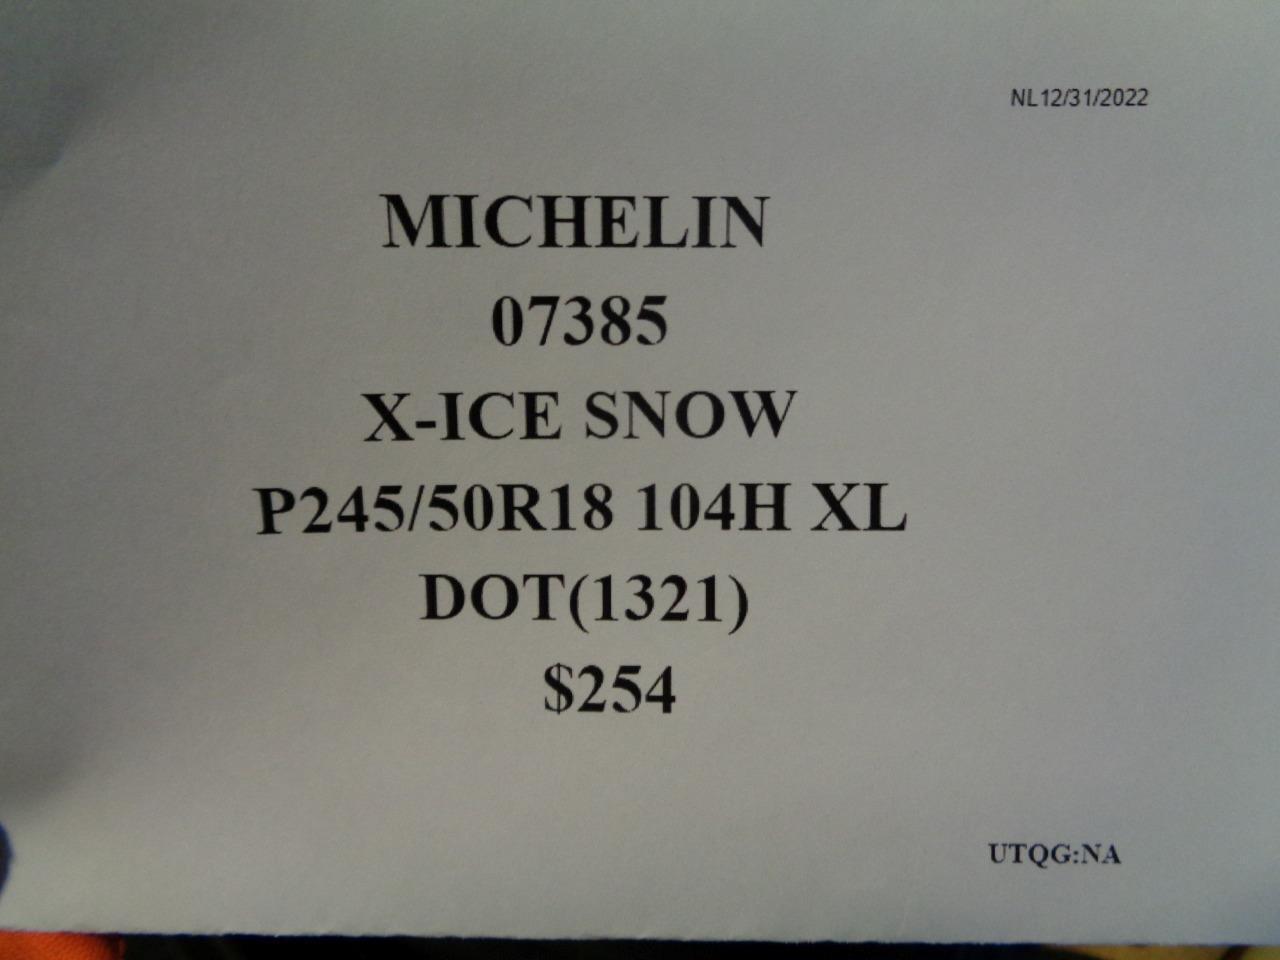 NL12/31/2022
MICHELIN
07385
X-ICE SNOW
P245/50R18 104H XL
DOT(1321)
$254
UTQG:NA